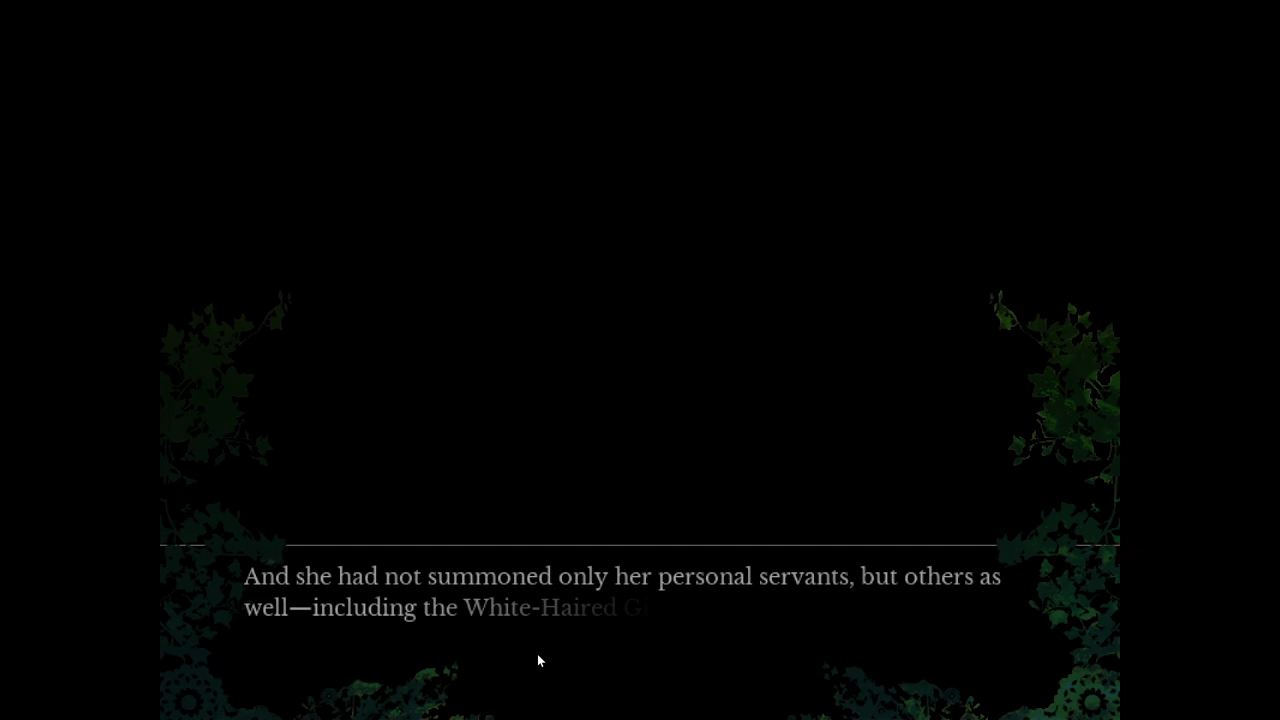 And she had not summoned only her personal servants, but others as
well—including the White-Haired